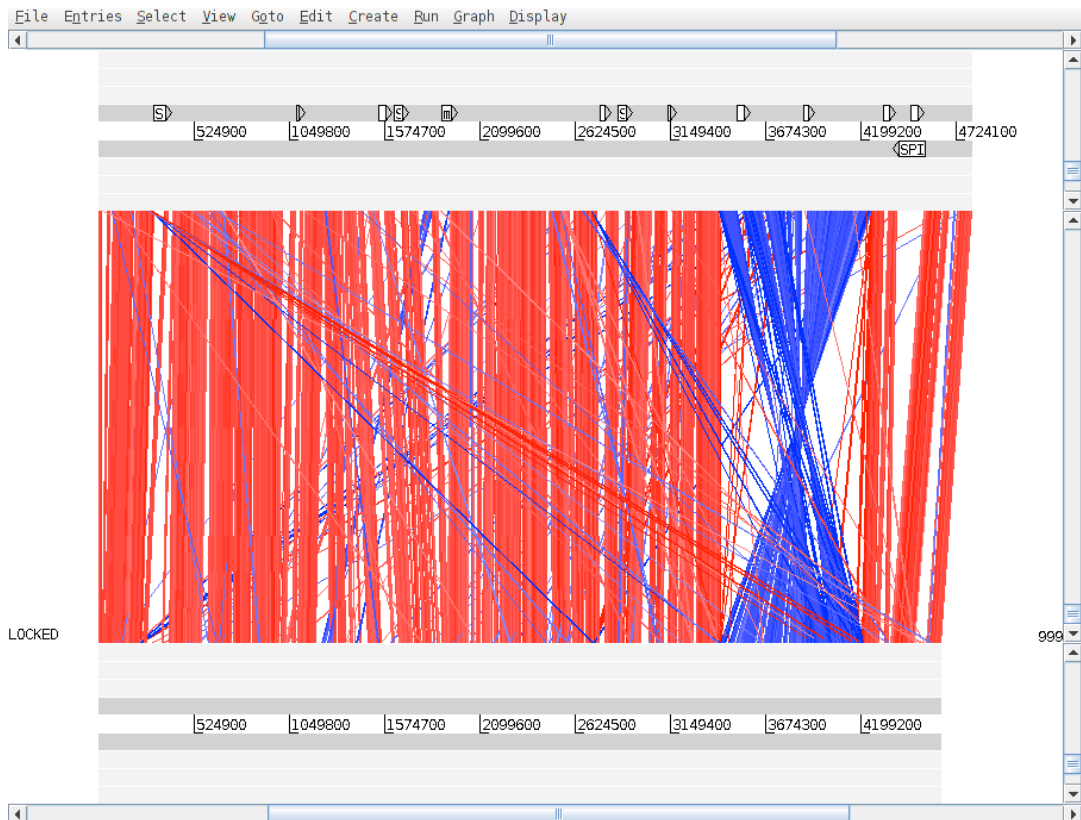 File Entries Select View Goto Edit Create Run Graph Display
S S m S
524900 1049800 1574700 2099600 2624500 3149400 3674300 4199200 4724100
SPI
LOCKED 999
524900 1049800 1574700 2099600 2624500 3149400 3674300 4199200